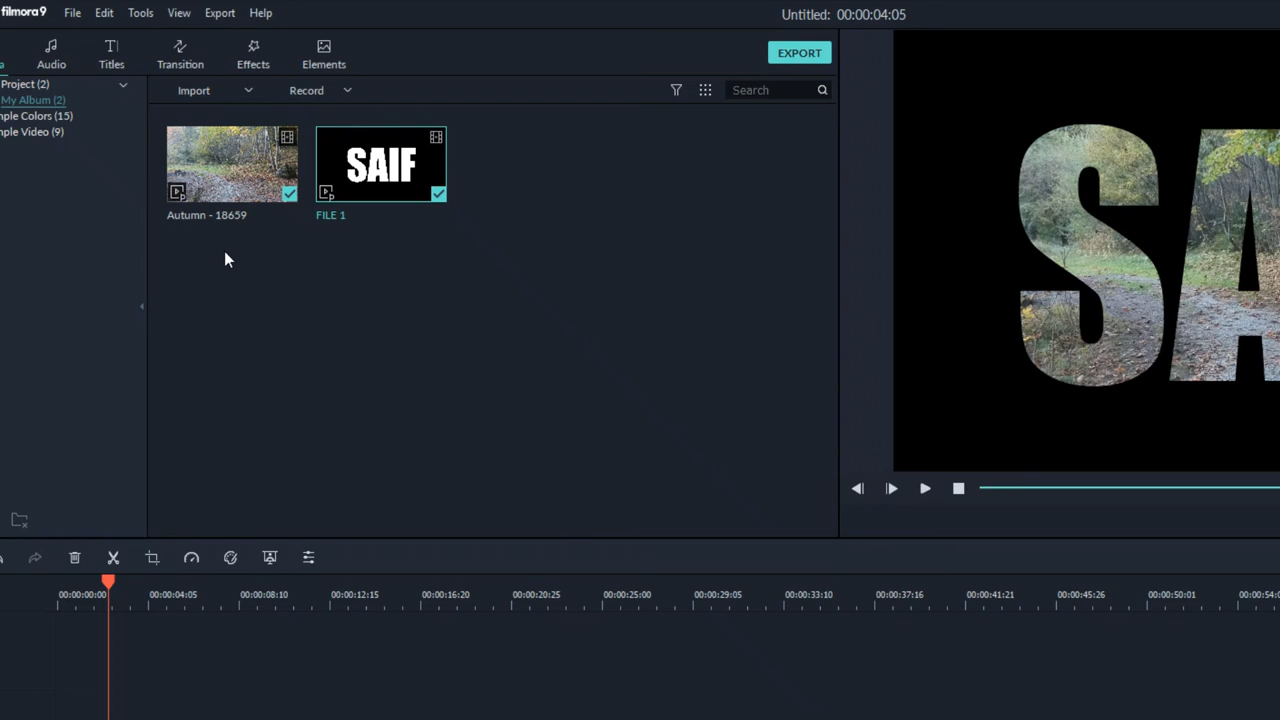 filmora9 File Edit Tools View Export Help
Untitled: 00:00:04:05
Audio Titles Transition Effects Elements
EXPORT
Project (2)
My Album (2)
mple Colors (15)
mple Video (9)
Import Record Search
SAIF
Autumn - 18659
FILE 1
SA
00:00:00:00 00:00:04:05 00:00:08:10 00:00:12:15 00:00:16:20 00:00:20:25 00:00:25:00 00:00:29:05 00:00:33:10 00:00:37:16 00:00:41:21 00:00:45:26 00:00:50:01 00:00:54:0